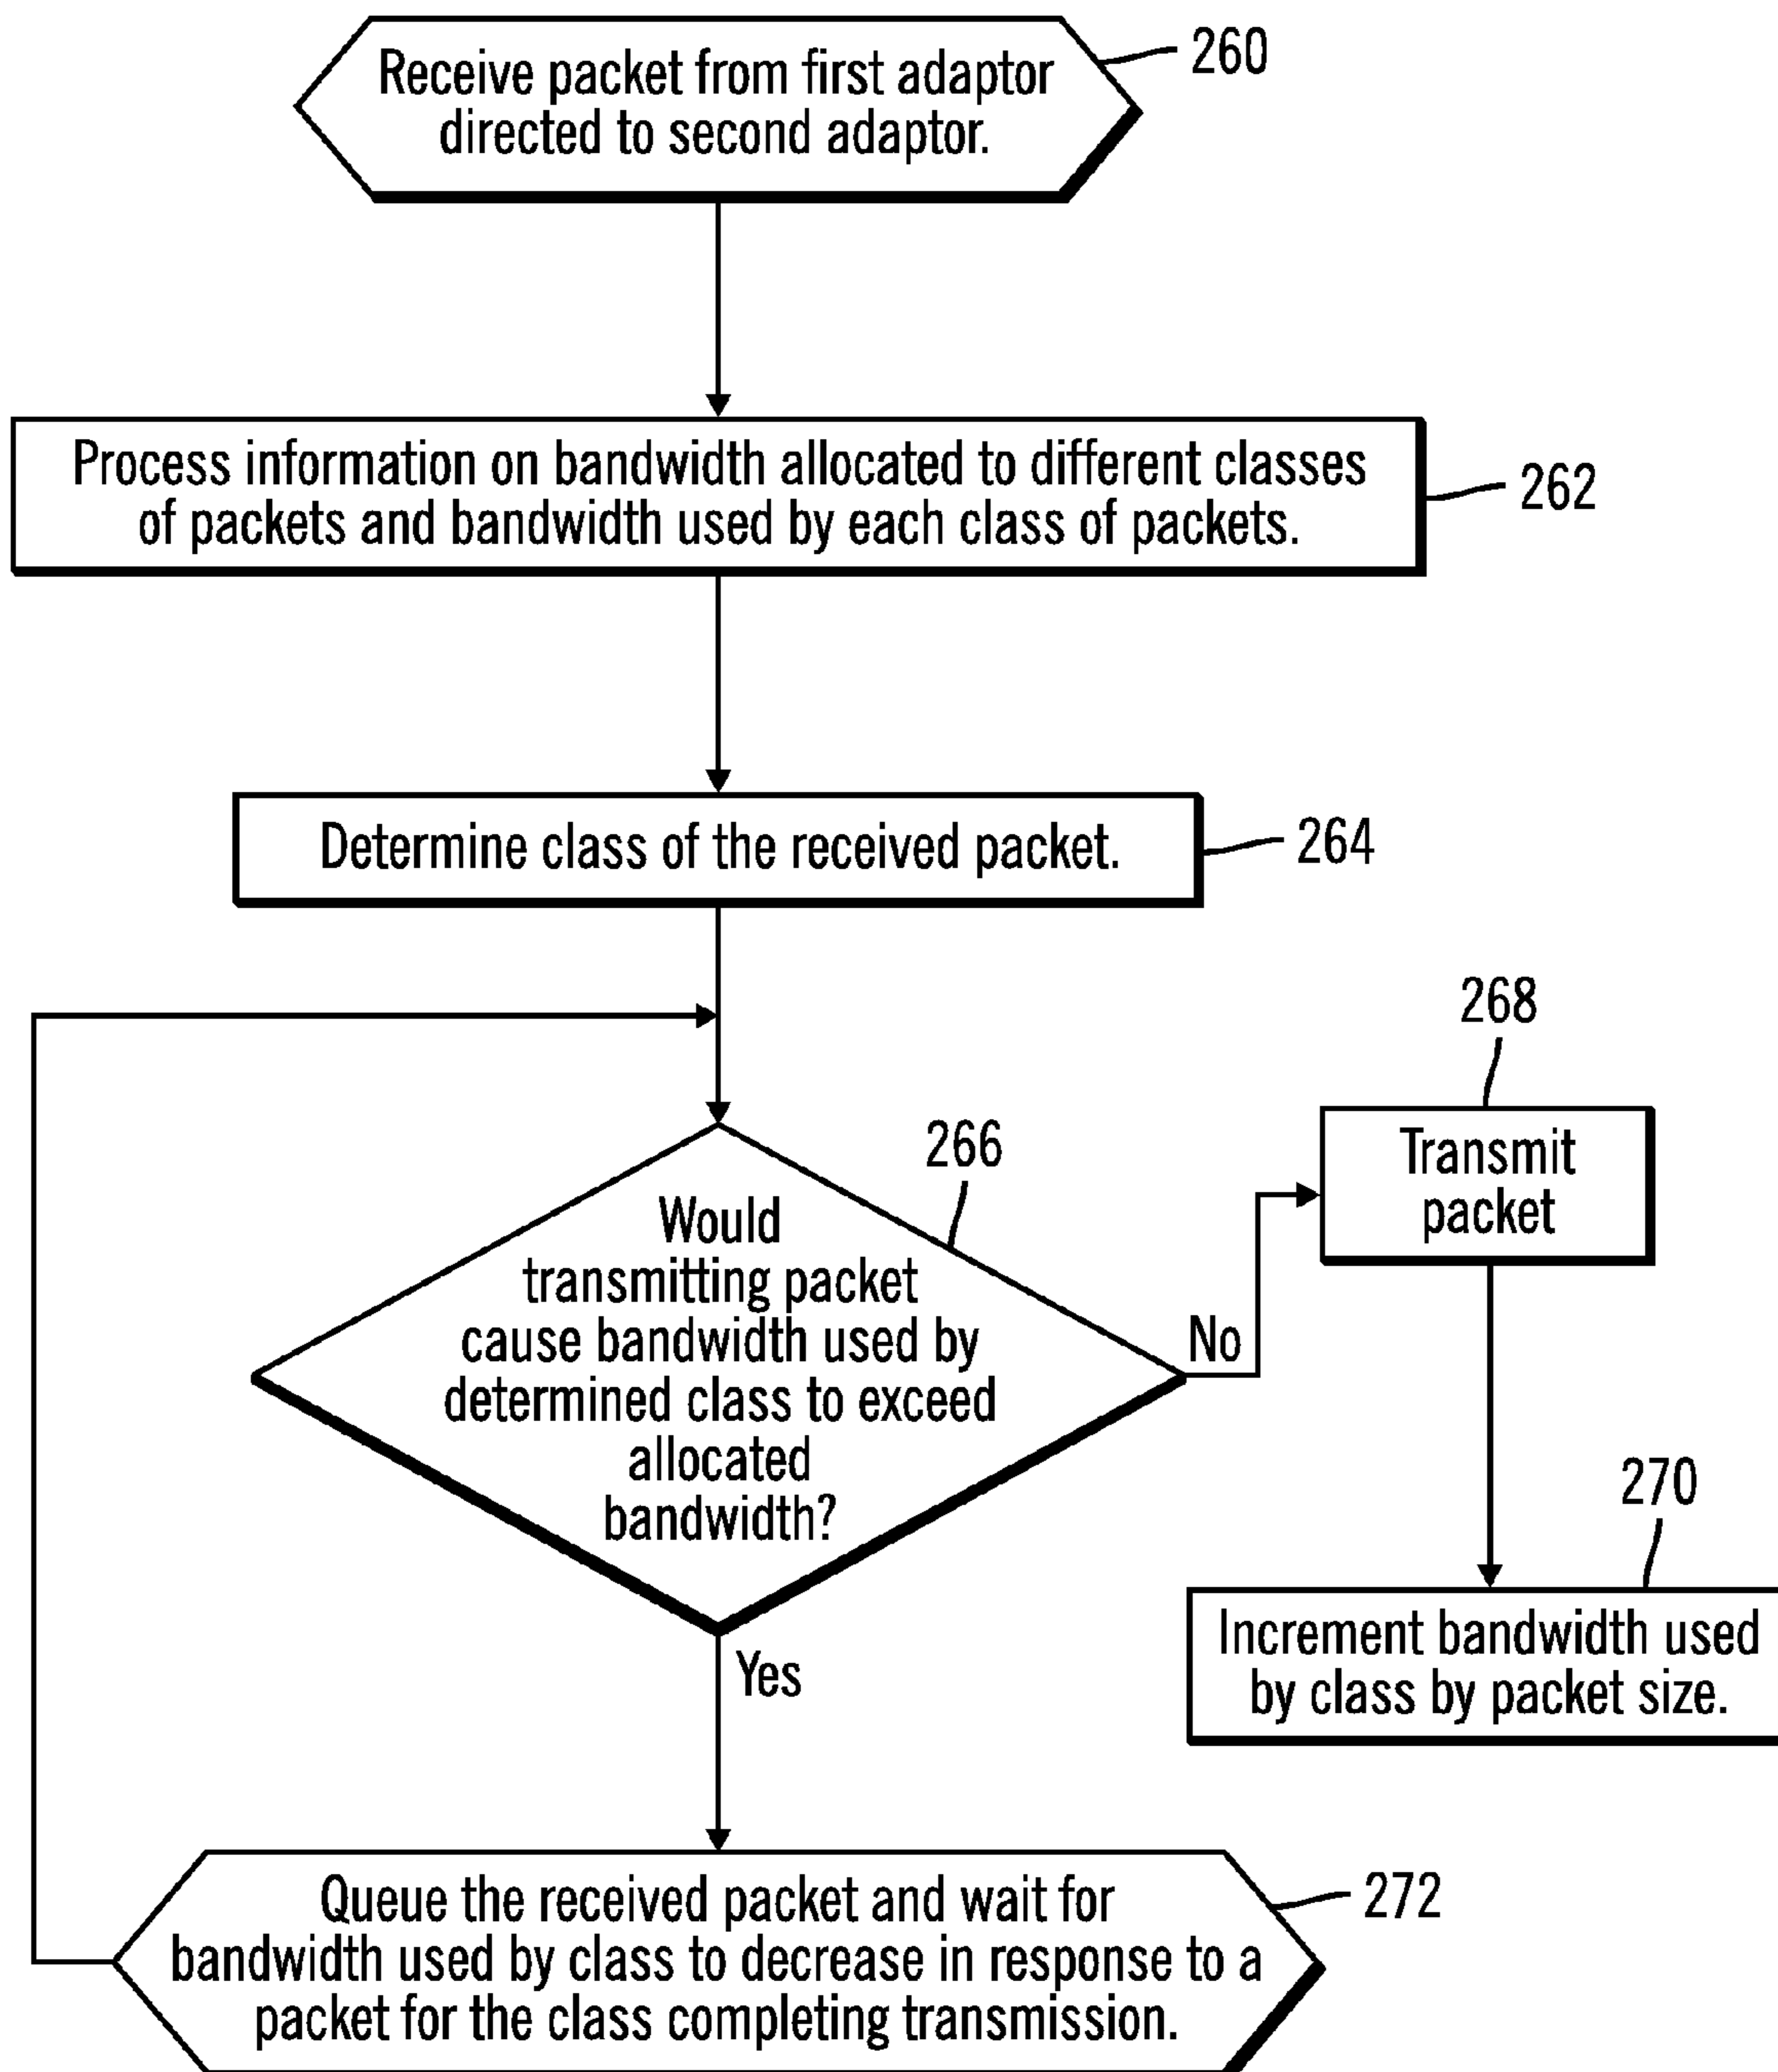 Receive packet from first adaptor
directed to second adaptor.
260
Process information on bandwidth allocated to different classes
of packets and bandwidth used by each class of packets.
262
Determine class of the received packet.
264
266
Would
transmitting packet
cause bandwidth used by
determined class to exceed
allocated
bandwidth?
No
268
Transmit
packet
270
Increment bandwidth used
by class by packet size.
Yes
Queue the received packet and wait for
bandwidth used by class to decrease in response to a
packet for the class completing transmission.
272